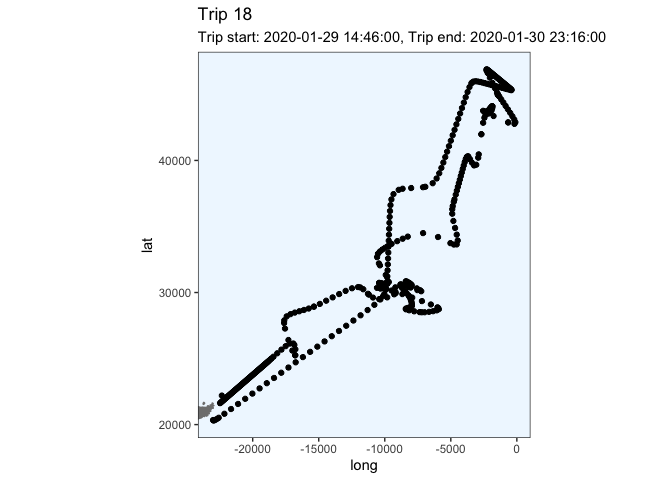 Trip 18
Trip start: 2020-01-29 14:46:00, Trip end: 2020-01-30 23:16:00
40000
lat
30000
20000
-20000 -15000 -10000 -5000 0
long